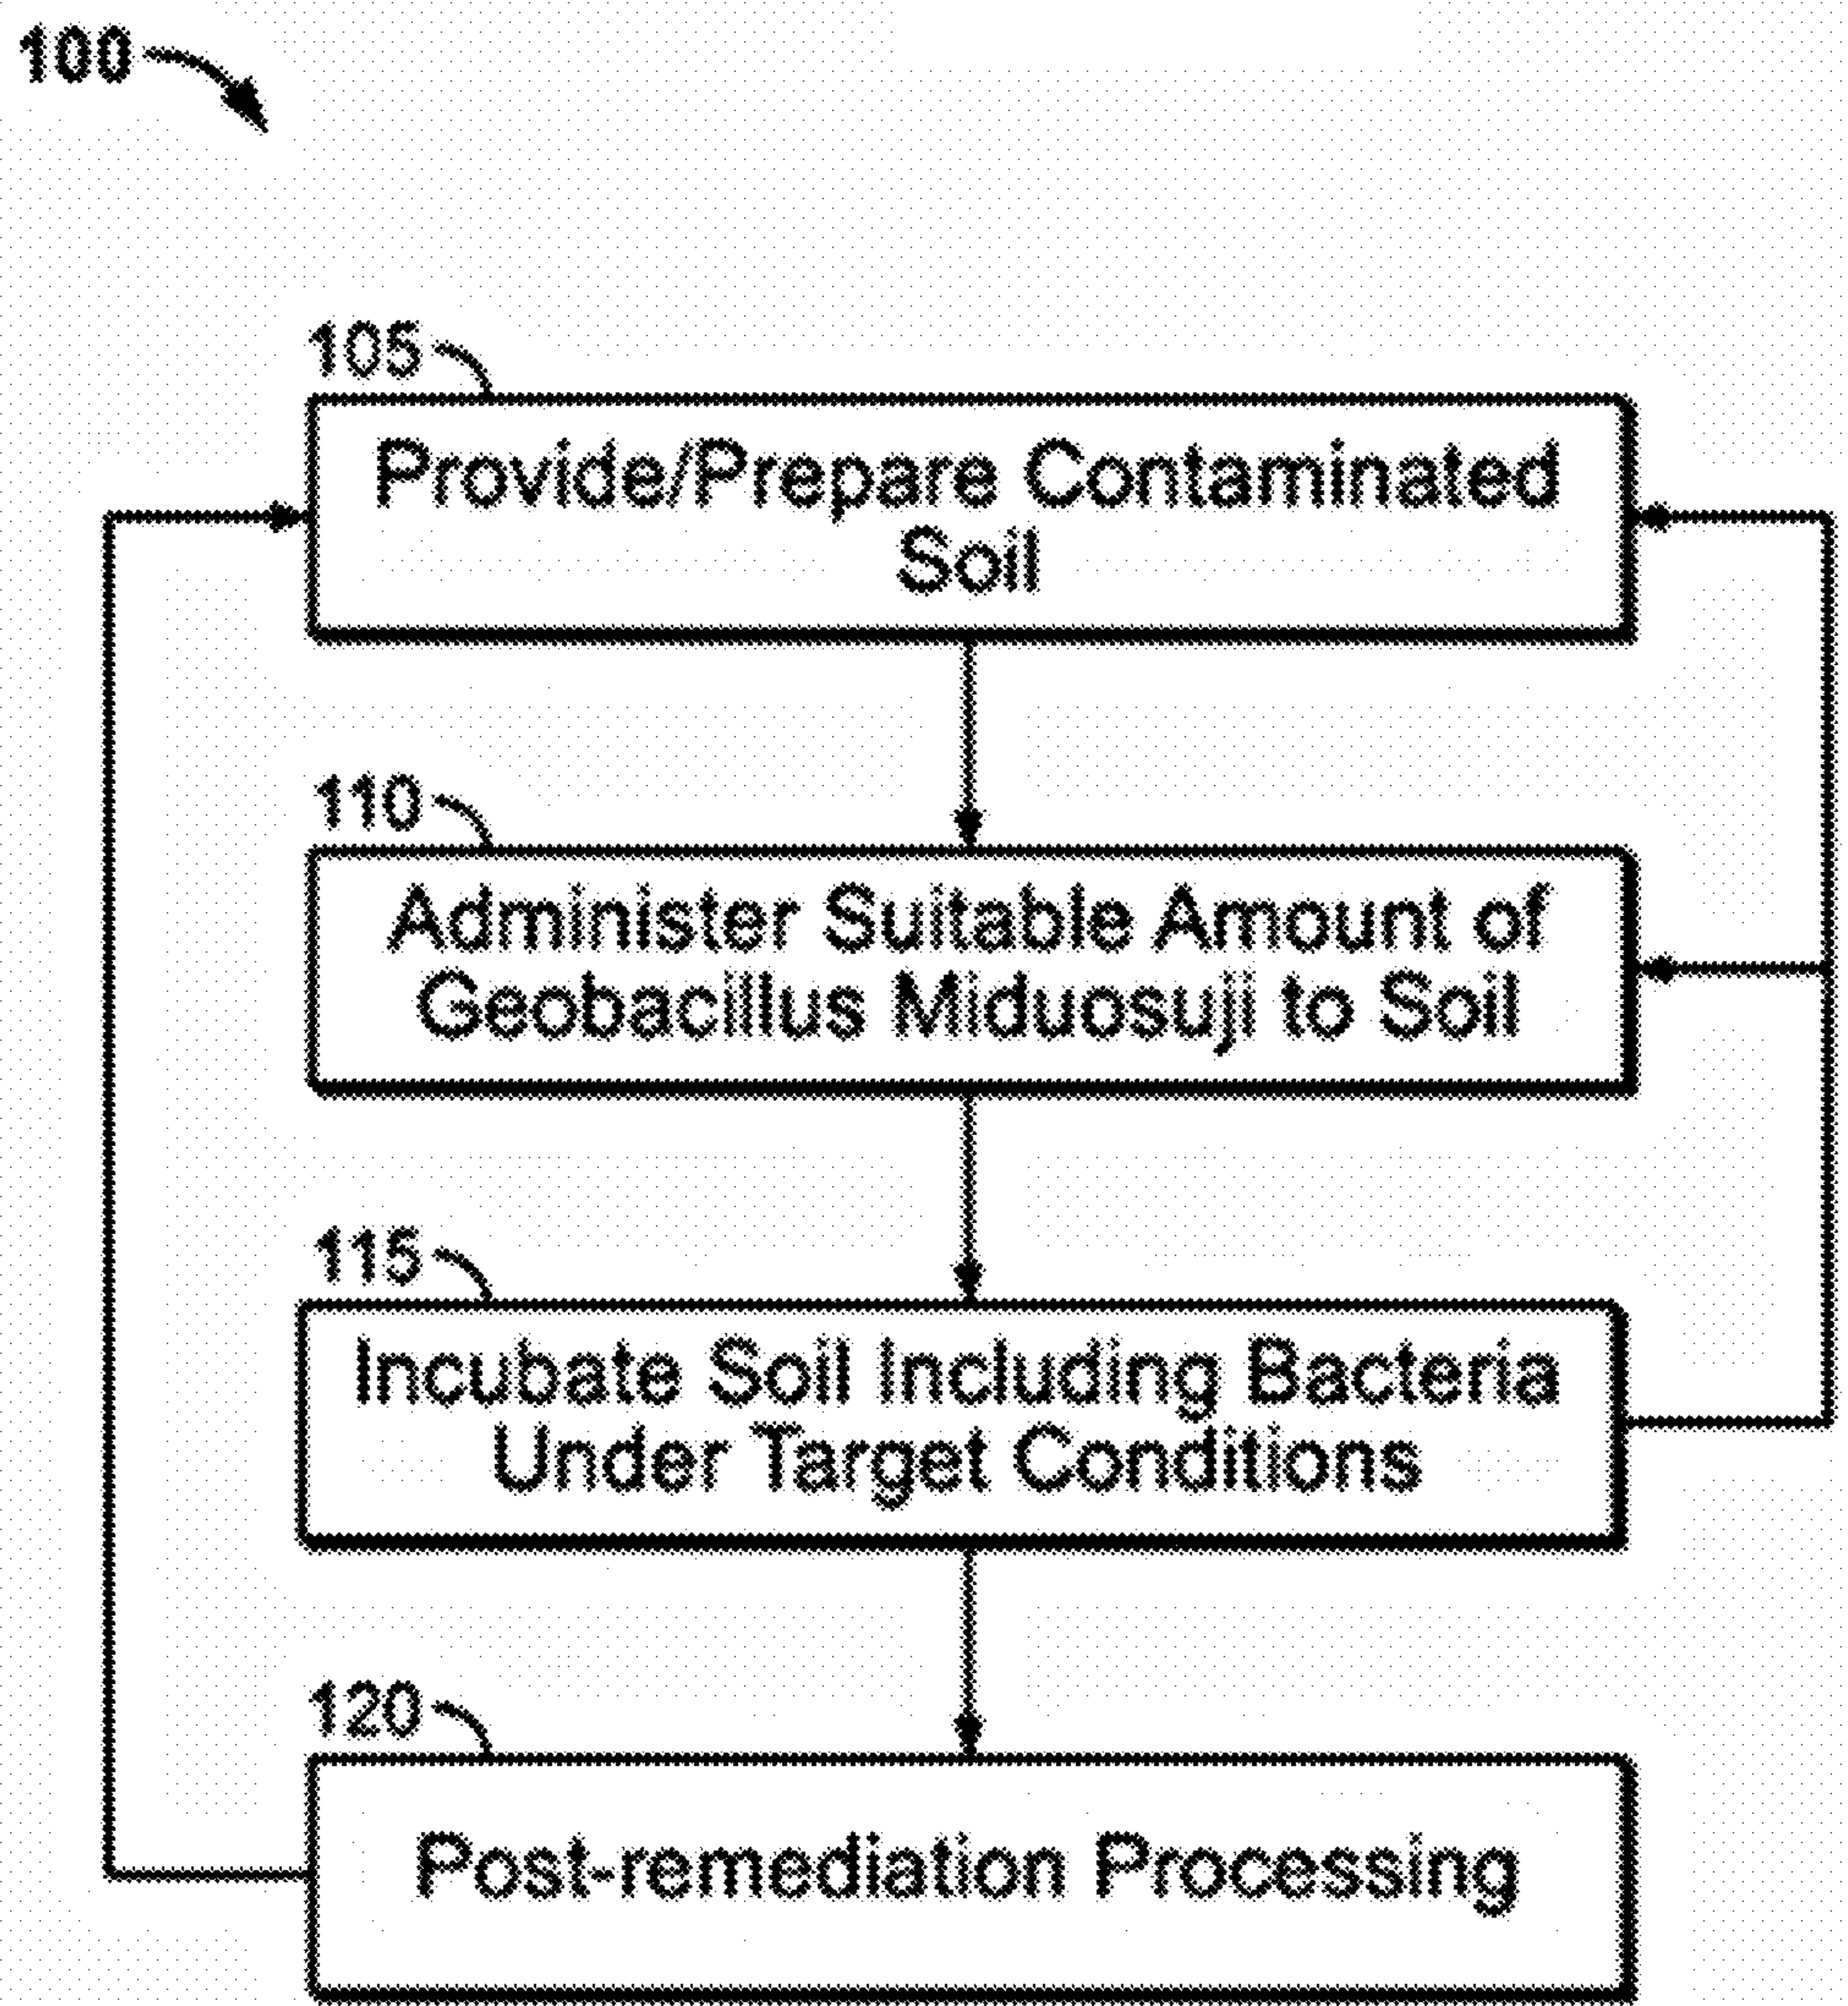 100
105
Provide/Prepare Contaminated
Soil
110
Administer Suitable Amount of
Geobacillus Miduosuji to Soil
115
Incubate Soil Including Bacteria
Under Target Conditions
120
Post-remediation Processing